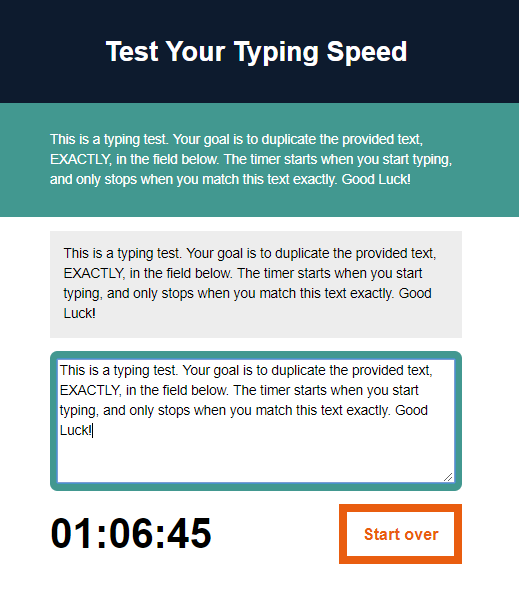 Test Your Typing Speed
This is a typing test. Your goal is to duplicate the provided text,
EXACTLY, in the field below. The timer starts when you start typing,
and only stops when you match this text exactly. Good Luck!
This is a typing test. Your goal is to duplicate the provided text,
EXACTLY, in the field below. The timer starts when you start
typing, and only stops when you match this text exactly. Good
Luck!
This is a typing test. Your goal is to duplicate the provided text,
EXACTLY, in the field below. The timer starts when you start
typing, and only stops when you match this text exactly. Good
Luck!
01:06:45
Start over